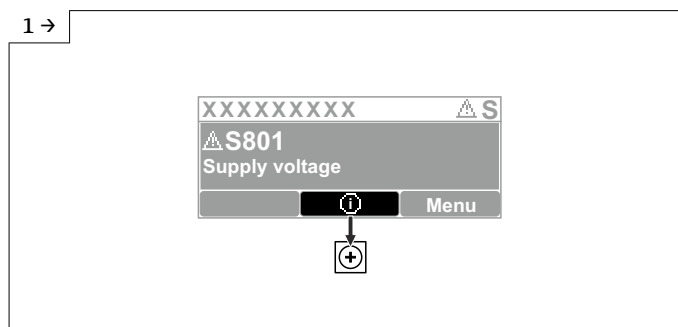 1 →
XXXXXXXXX ⚠ S
⚠S801
Supply voltage
ⓘ Menu
+